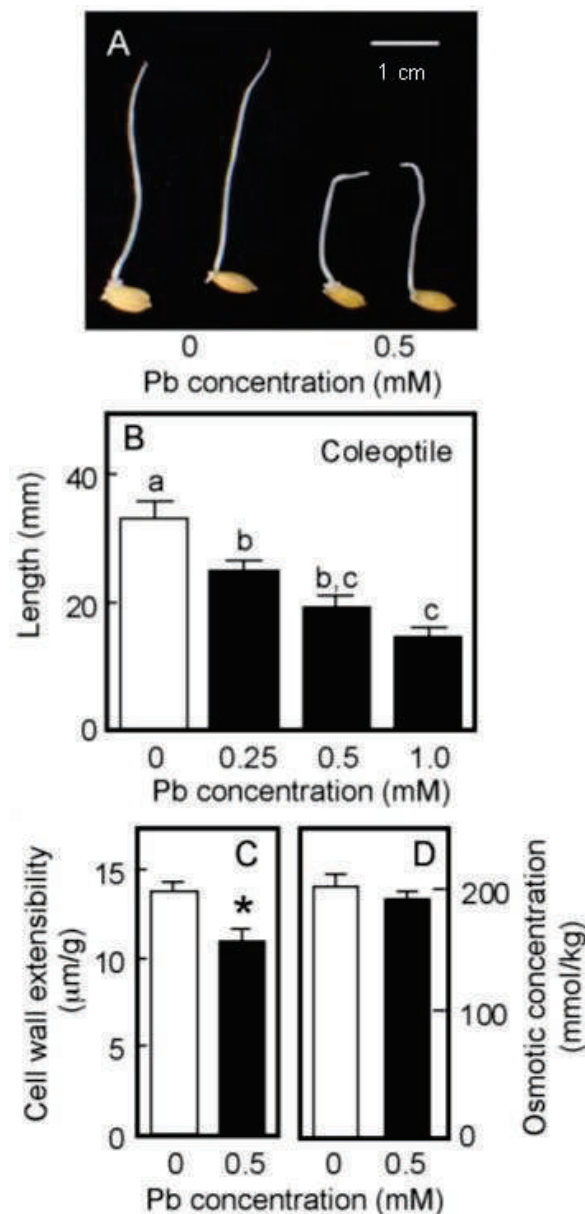 A
1 cm
0 0.5
Pb concentration (mM)
B
Coleoptile
Length (mm)
40
20
0
a
b
b,c
c
0 0.25 0.5 1.0
Pb concentration (mM)
C
Cell wall extensibility
(μm/g)
15
10
5
0
*
0 0.5
D
200
100
0
Osmotic concentration
(mmol/kg)
0 0.5
Pb concentration (mM)